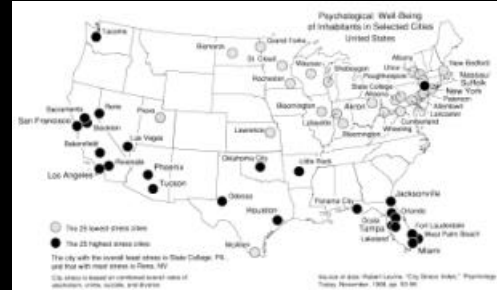 Psychological Well-Being
of Inhabitants in Selected Cities
United States
Tacoma
Bismarck
Grand Forks
St. Cloud
Rochester
Wausau
Sheboygan
Albany
Utica
Poughkeepsie
New Bedford
Nassau
Suffolk
New York
Paterson
Allentown
Lancaster
State College
Altoona
Akron
Cumberland
Wheeling
Bloomington
Lafayette
Bloomington
Sacramento
San Francisco
Stockton
Reno
Provo
Las Vegas
Bakersfield
Riverside
Los Angeles
Phoenix
Tucson
Lawrence
Oklahoma City
Little Rock
Odessa
Houston
McAllen
Panama City
Jacksonville
Orlando
Ocala
Tampa
Lakeland
Fort Lauderdale
West Palm Beach
Miami
The 25 lowest stress cities
The 25 highest stress cities
The city with the overall least stress is State College, PA,
and that with most stress is Reno, NV
City stress is based on combined overall rates of
alcoholism, crime, suicide, and divorce
Source of data: Robert Levine, "City Stress Index," Psychology
Today, November, 1988, pp. 53-58